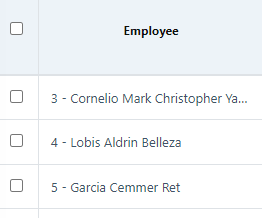 Employee
3 - Cornelio Mark Christopher Ya...
4 - Lobis Aldrin Belleza
5 - Garcia Cemmer Ret